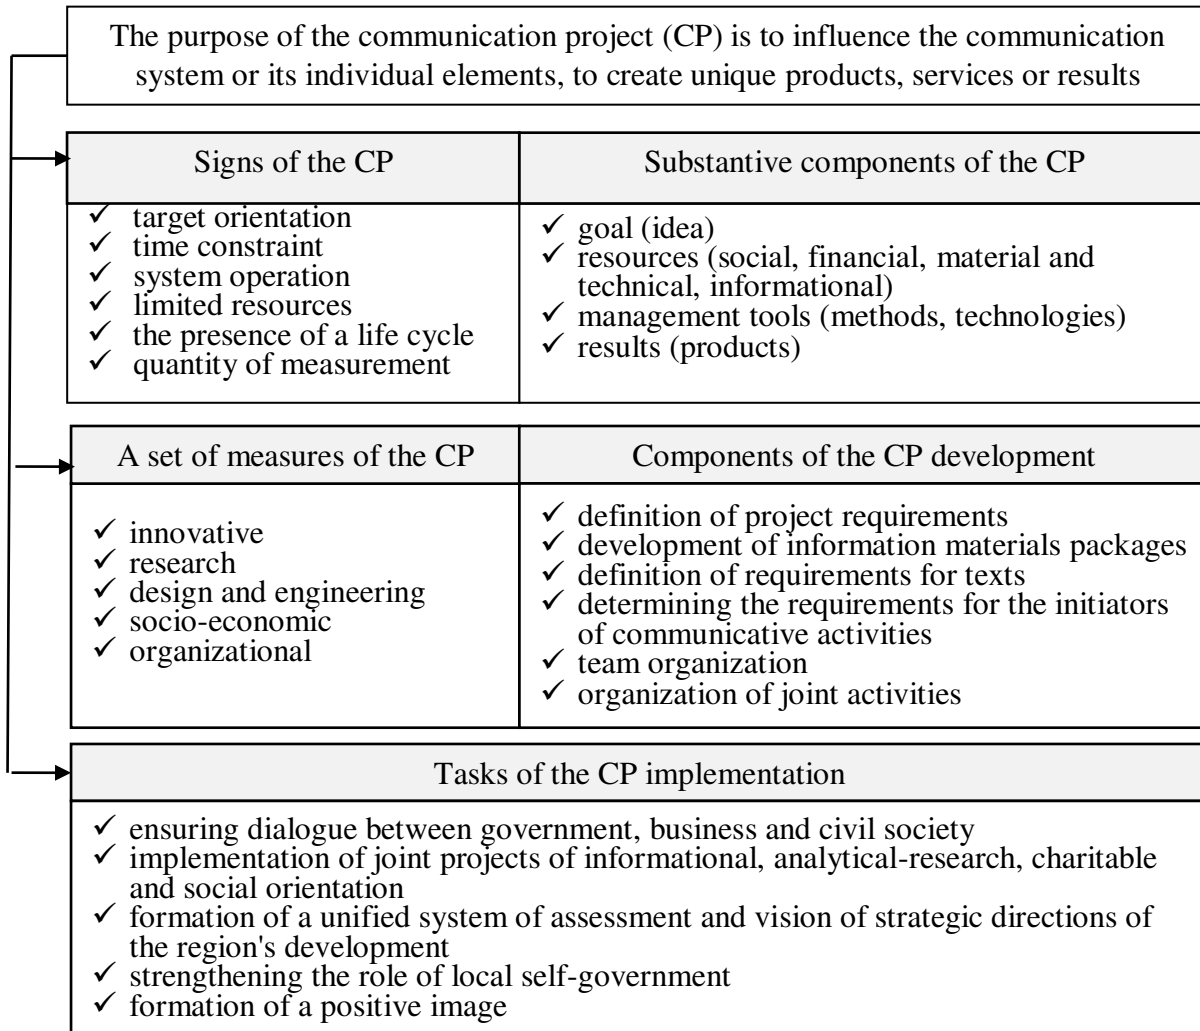 The purpose of the communication project (CP) is to influence the communication
system or its individual elements, to create unique products, services or results
Signs of the CP
✓ target orientation
✓ time constraint
✓ system operation
✓ limited resources
✓ the presence of a life cycle
✓ quantity of measurement
Substantive components of the CP
✓ goal (idea)
✓ resources (social, financial, material and
technical, informational)
✓ management tools (methods, technologies)
✓ results (products)
A set of measures of the CP
✓ innovative
✓ research
✓ design and engineering
✓ socio-economic
✓ organizational
Components of the CP development
✓ definition of project requirements
✓ development of information materials packages
✓ definition of requirements for texts
✓ determining the requirements for the initiators
of communicative activities
✓ team organization
✓ organization of joint activities
Tasks of the CP implementation
✓ ensuring dialogue between government, business and civil society
✓ implementation of joint projects of informational, analytical-research, charitable
and social orientation
✓ formation of a unified system of assessment and vision of strategic directions of
the region's development
✓ strengthening the role of local self-government
✓ formation of a positive image